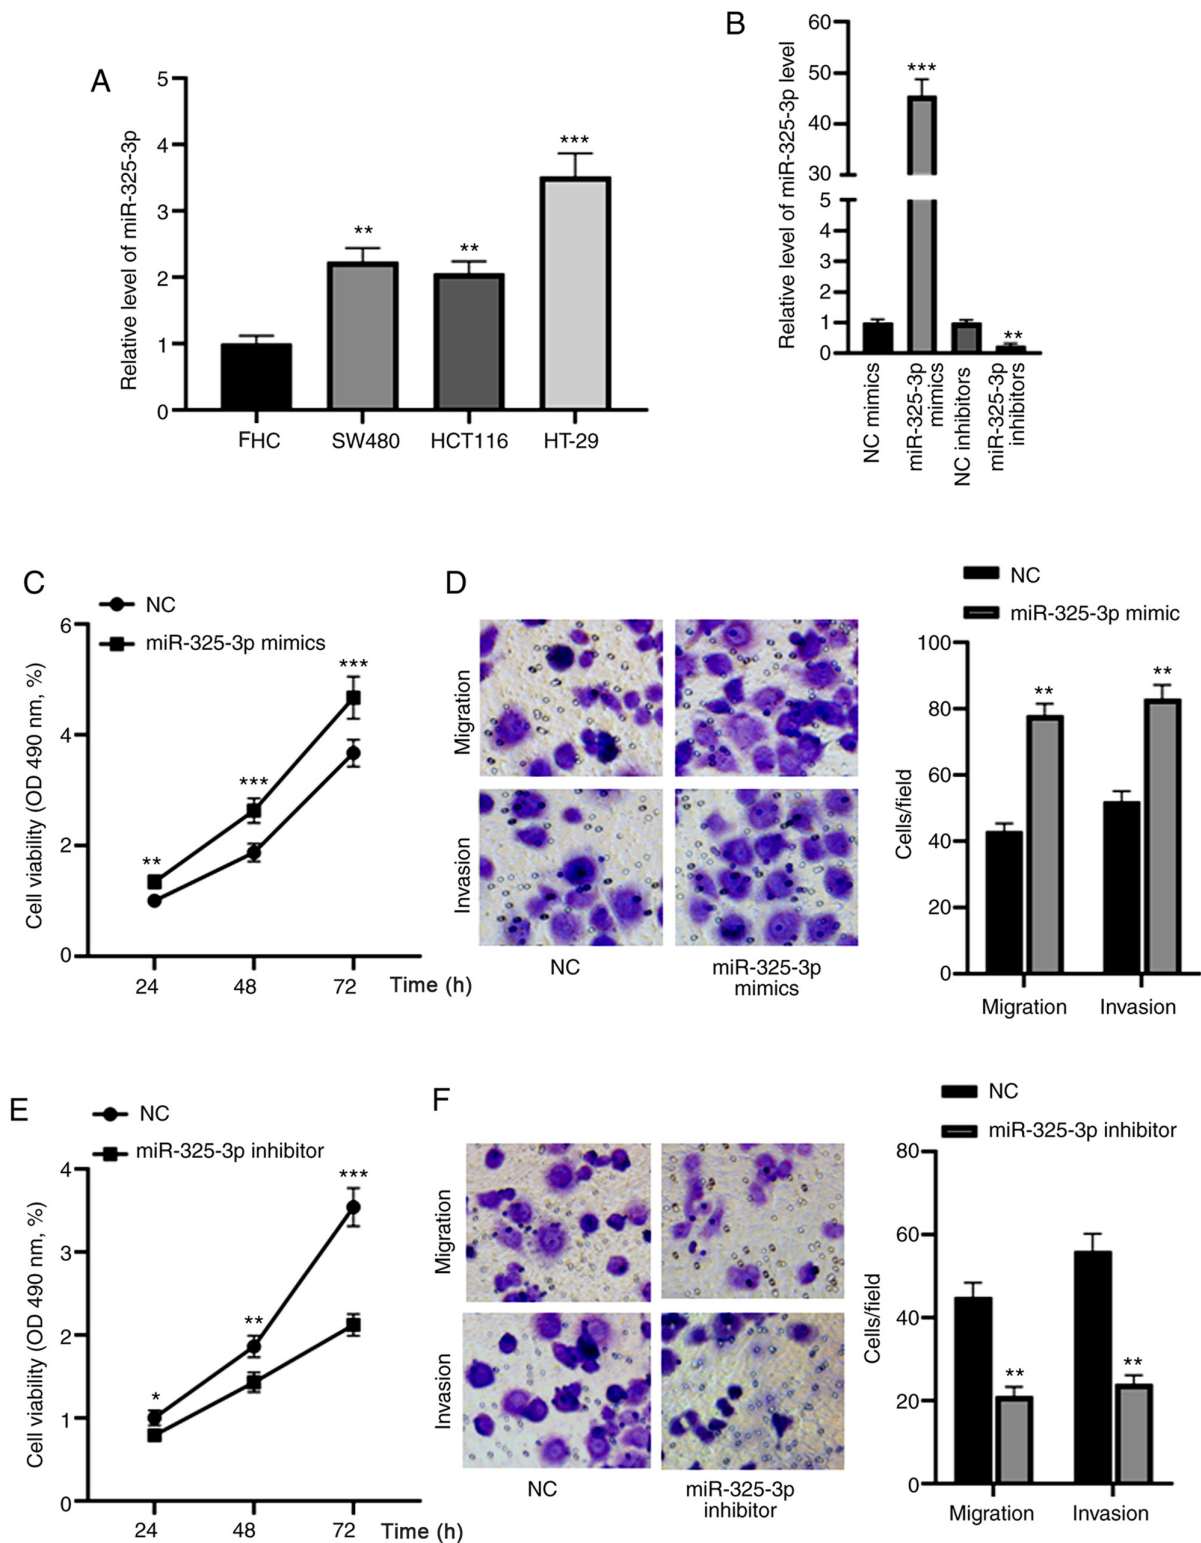 A
Relative level of miR-325-3p
5
4
3
2
1
0
**
**
***
FHC
SW480
HCT116
HT-29
B
Relative level of miR-325-3p level
60
50
40
30
5
4
3
2
1
0
***
**
NC mimics
miR-325-3p
mimics
NC inhibitors
miR-325-3p
inhibitors
C
NC
miR-325-3p mimics
Cell viability (OD 490 nm, %)
6
4
2
0
**
***
***
24
48
72
Time (h)
D
Migration
Invasion
NC
miR-325-3p
mimics
NC
miR-325-3p mimic
Cells/field
100
80
60
40
20
0
**
**
Migration
Invasion
E
NC
miR-325-3p inhibitor
Cell viability (OD 490 nm, %)
4
3
2
1
0
*
**
***
24
48
72
Time (h)
F
Migration
Invasion
NC
miR-325-3p
inhibitor
NC
miR-325-3p inhibitor
Cells/field
80
60
40
20
0
**
**
Migration
Invasion